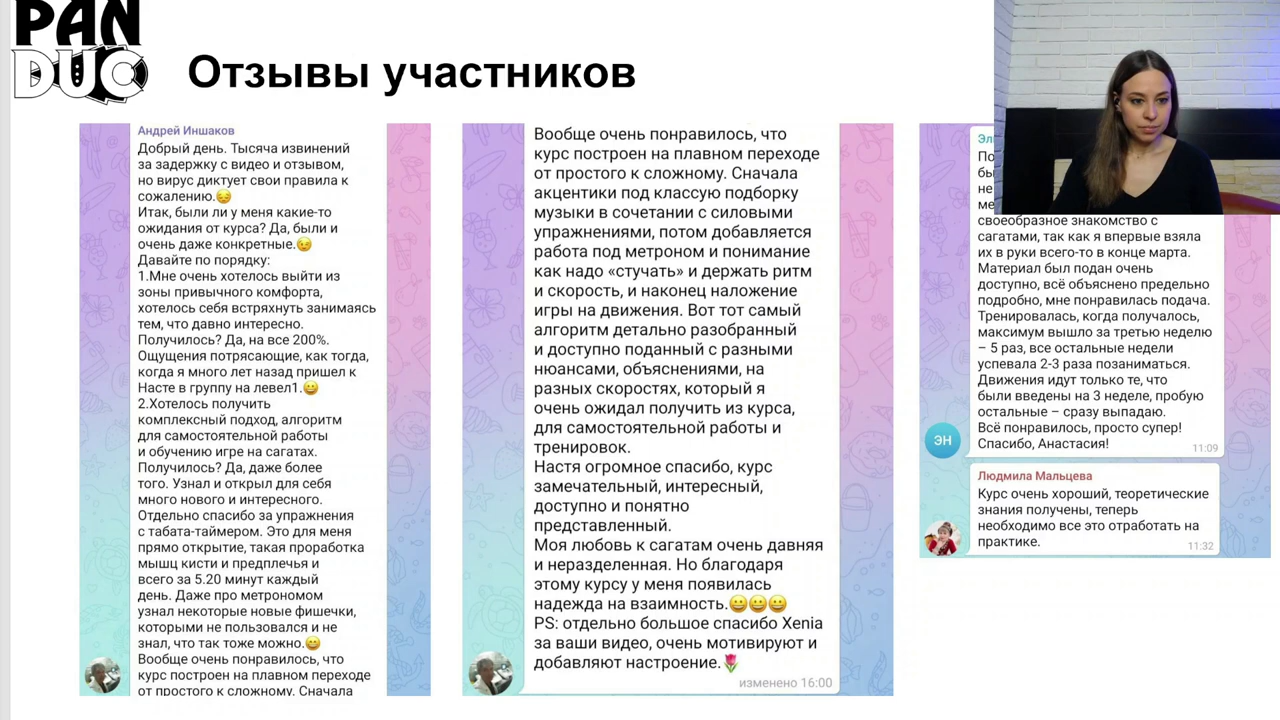 PAN
DUC
Отзывы участников
Андрей Иншаков
Добрый день. Тысяча извинений
за задержку с видео и отзывом,
но вирус диктует свои правила к
сожалению.😔
Итак, были ли у меня какие-то
ожидания от курса? Да, были и
очень даже конкретные.😉
Давайте по порядку:
1.Мне очень хотелось выйти из
зоны привычного комфорта,
хотелось себя встряхнуть занимаясь
тем, что давно интересно.
Получилось? Да, на все 200%.
Ощущения потрясающие, как тогда,
когда я много лет назад пришел к
Насте в группу на левел1.😀
2.Хотелось получить
комплексный подход, алгоритм
для самостоятельной работы
и обучению игре на сагатах.
Получилось? Да, даже более
того. Узнал и открыл для себя
много нового и интересного.
Отдельно спасибо за упражнения
с табата-таймером. Это для меня
прямо открытие, такая проработка
мышц кисти и предплечья и
всего за 5.20 минут каждый
день. Даже про метрономом
узнал некоторые новые фишечки,
которыми не пользовался и не
знал, что так тоже можно.😄
Вообще очень понравилось, что
курс построен на плавном переходе
от простого к сложному. Сначала
Вообще очень понравилось, что
курс построен на плавном переходе
от простого к сложному. Сначала
акцентики под классую подборку
музыки в сочетании с силовыми
упражнениями, потом добавляется
работа под метроном и понимание
как надо «стучать» и держать ритм
и скорость, и наконец наложение
игры на движения. Вот тот самый
алгоритм детально разобранный
и доступно поданный с разными
нюансами, объяснениями, на
разных скоростях, который я
очень ожидал получить из курса,
для самостоятельной работы и
тренировок.
Настя огромное спасибо, курс
замечательный, интересный,
доступно и понятно
представленный.
Моя любовь к сагатам очень давняя
и неразделенная. Но благодаря
этому курсу у меня появилась
надежда на взаимность.😀😀😀
PS: отдельно большое спасибо Xenia
за ваши видео, очень мотивируют и
добавляют настроение.🌷
изменено 16:00
своеобразное знакомство с
сагатами, так как я впервые взяла
их в руки всего-то в конце марта.
Материал был подан очень
доступно, всё объяснено предельно
подробно, мне понравилась подача.
Тренировалась, когда получалось,
максимум вышло за третью неделю
– 5 раз, все остальные недели
успевала 2-3 раза позаниматься.
Движения идут только те, что
были введены на 3 неделе, пробую
остальные – сразу выпадаю.
Всё понравилось, просто супер!
Спасибо, Анастасия!
11:09
ЭН
Людмила Мальцева
Курс очень хороший, теоретические
знания получены, теперь
необходимо все это отработать на
практике.
11:32